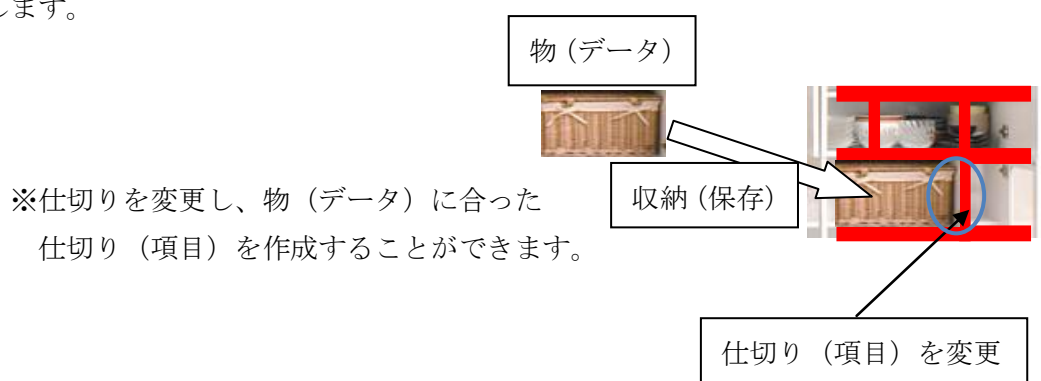 します。
物（データ）
収納（保存）
※仕切りを変更し、物（データ）に合った
仕切り（項目）を作成することができます。
仕切り（項目）を変更